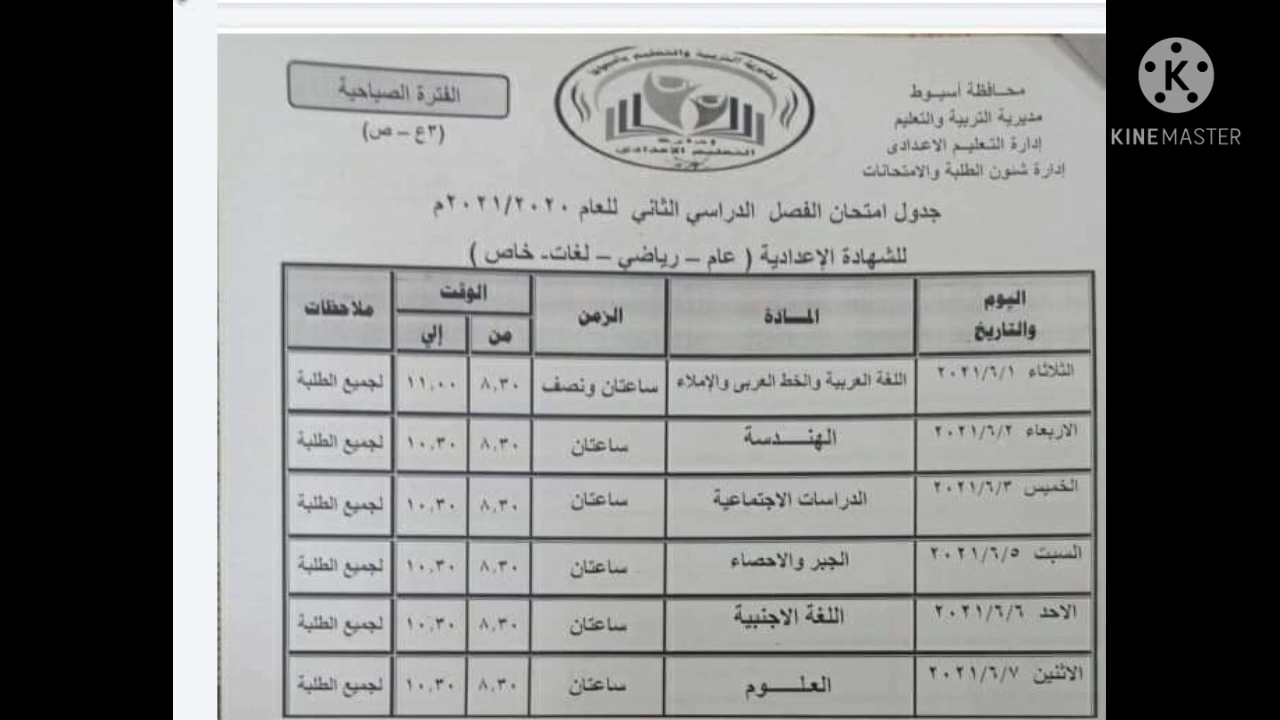 محافظة أسيوط
مديرية التربية والتعليم
إدارة التعليم الاعدادى
إدارة شئون الطلبة والامتحانات
الفترة الصباحية
(٣ع – ص)
التعليم الاعدادى
K
KINEMASTER
جدول امتحان الفصل الدراسي الثاني للعام ٢٠٢١/٢٠٢٠م
للشهادة الإعدادية ( عام – رياضي – لغات- خاص )
اليوم والتاريخ المادة الزمن الوقت ملاحظات
من إلي
الثلاثاء ٢٠٢١/٦/١ اللغة العربية والخط العربى والإملاء ساعتان ونصف ٨,٣٠ ١١,٠٠ لجميع الطلبة
الاربعاء ٢٠٢١/٦/٢ الهندسة ساعتان ٨,٣٠ ١٠,٣٠ لجميع الطلبة
الخميس ٢٠٢١/٦/٣ الدراسات الاجتماعية ساعتان ٨,٣٠ ١٠,٣٠ لجميع الطلبة
السبت ٢٠٢١/٦/٥ الجبر والاحصاء ساعتان ٨,٣٠ ١٠,٣٠ لجميع الطلبة
الاحد ٢٠٢١/٦/٦ اللغة الاجنبية ساعتان ٨,٣٠ ١٠,٣٠ لجميع الطلبة
الاثنين ٢٠٢١/٦/٧ العلوم ساعتان ٨,٣٠ ١٠,٣٠ لجميع الطلبة